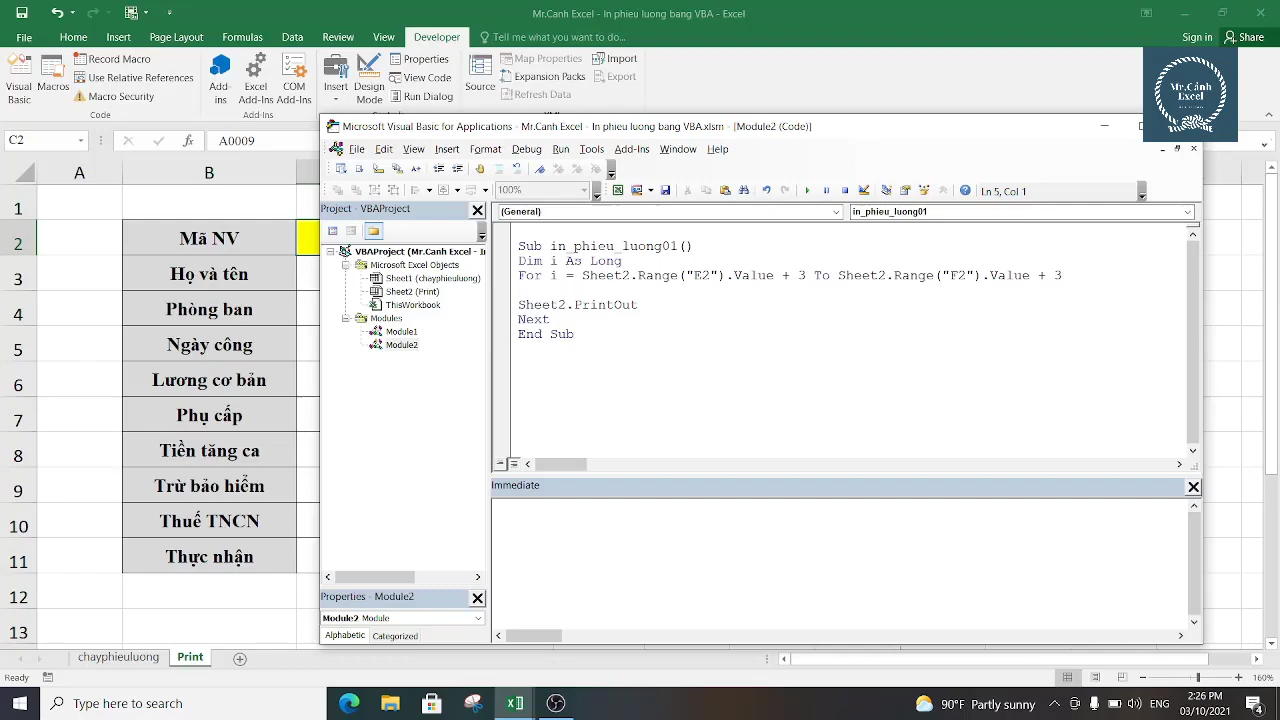 Mr.Canh Excel - In phieu luong bang VBA - Excel
File Home Insert Page Layout Formulas Data Review View Developer Tell me what you want to do... Sign in Share
Visual Basic
Macros
Record Macro
Use Relative References
Macro Security
Code
Add-ins
Excel Add-Ins
COM Add-Ins
Add-Ins
Insert
Design Mode
Properties
View Code
Run Dialog
Source
Map Properties
Expansion Packs
Refresh Data
Import
Export
Mr.Cảnh
Excel
C2 fx A0009
A B
1
2 Mã NV
3 Họ và tên
4 Phòng ban
5 Ngày công
6 Lương cơ bản
7 Phụ cấp
8 Tiền tăng ca
9 Trừ bảo hiểm
10 Thuế TNCN
11 Thực nhận
12
13
Microsoft Visual Basic for Applications - Mr.Canh Excel - In phieu luong bang VBA.xlsm - [Module2 (Code)]
File Edit View Insert Format Debug Run Tools Add-Ins Window Help
100% Ln 5, Col 1
Project - VBAProject
VBAProject (Mr.Canh Excel - I
Microsoft Excel Objects
Sheet1 (chayphieuluong)
Sheet2 (Print)
ThisWorkbook
Modules
Module1
Module2
Properties - Module2
Module2 Module
Alphabetic Categorized
(General) in_phieu_luong01
Sub in_phieu_luong01()
Dim i As Long
For i = Sheet2.Range("E2").Value + 3 To Sheet2.Range("F2").Value + 3
Sheet2.PrintOut
Next
End Sub
Immediate
chayphieuluong Print
Ready 160%
Type here to search
90°F Partly sunny ENG
2:26 PM
03/10/2021